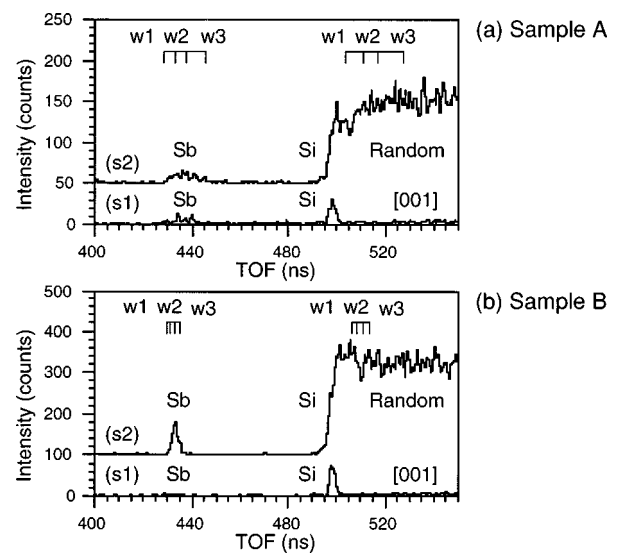 (a) Sample A
250
200
150
100
50
0
Intensity (counts)
w1 w2 w3
w1 w2 w3
Sb
Si
Random
(s2)
Sb
Si
[001]
(s1)
400 440 480 520
TOF (ns)
(b) Sample B
500
400
300
200
100
0
Intensity (counts)
w1 w2 w3
w1 w2 w3
Sb
Si
Random
(s2)
Sb
Si
[001]
(s1)
400 440 480 520
TOF (ns)